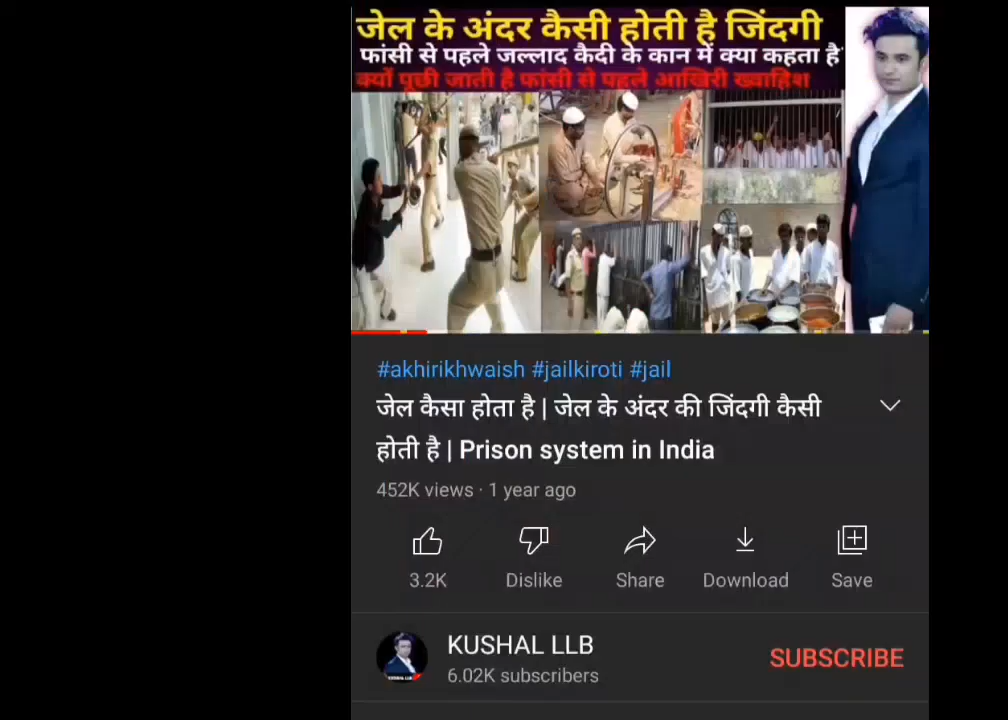 जेल के अंदर कैसी होती है जिंदगी
फांसी से पहले जल्लाद कैदी के कान में क्या कहता है
क्यों पूछी जाती है फांसी से पहले आखिरी ख्वाहिश
#akhirikhwaish #jailkiroti #jail
जेल कैसा होता है | जेल के अंदर की जिंदगी कैसी
होती है | Prison system in India
452K views · 1 year ago
3.2K Dislike Share Download Save
KUSHAL LLB
6.02K subscribers
SUBSCRIBE